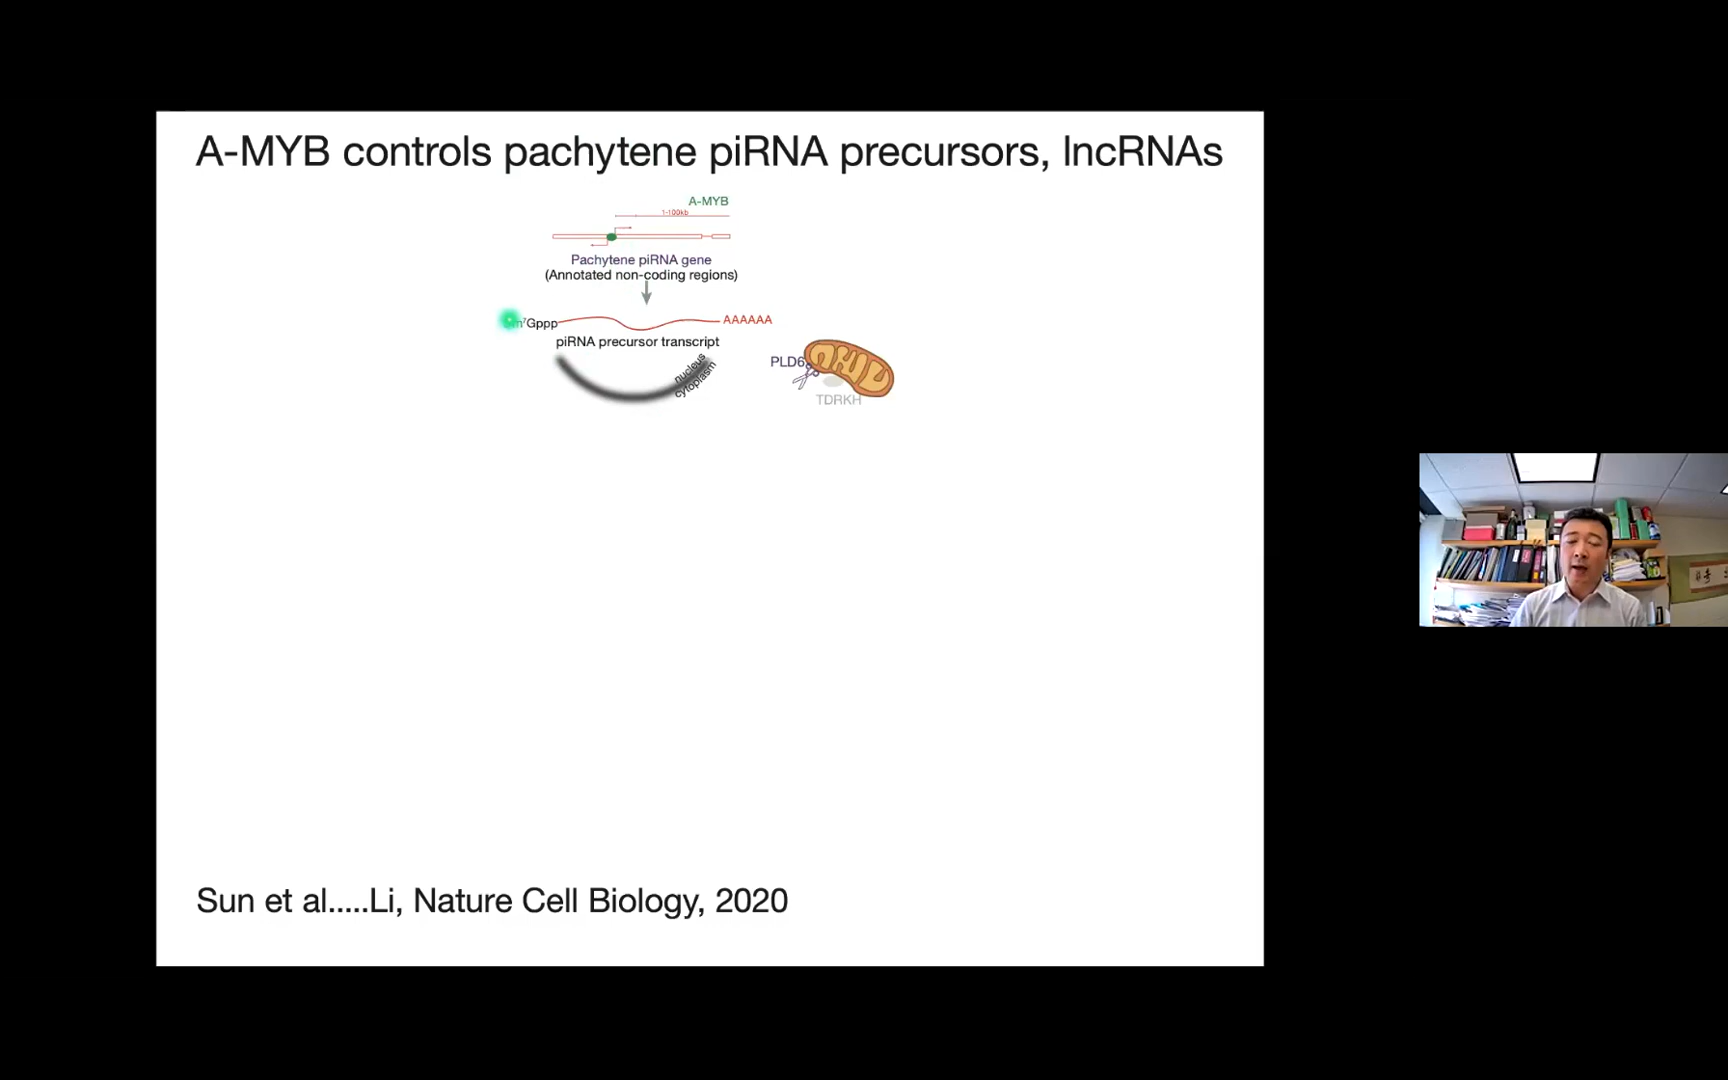 A-MYB controls pachytene piRNA precursors, lncRNAs
A-MYB
1-100kb
Pachytene piRNA gene
(Annotated non-coding regions)
m⁷Gppp
AAAAAA
piRNA precursor transcript
nucleus
cytoplasm
PLD6
TDRKH
Sun et al.....Li, Nature Cell Biology, 2020